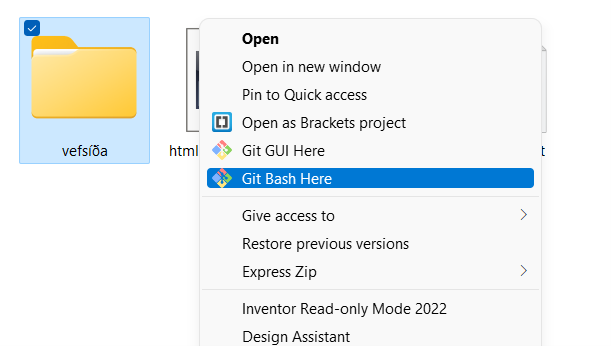 Open
Open in new window
Pin to Quick access
Open as Brackets project
Git GUI Here
Git Bash Here
Give access to
Restore previous versions
Express Zip
Inventor Read-only Mode 2022
Design Assistant
vefsíða
html